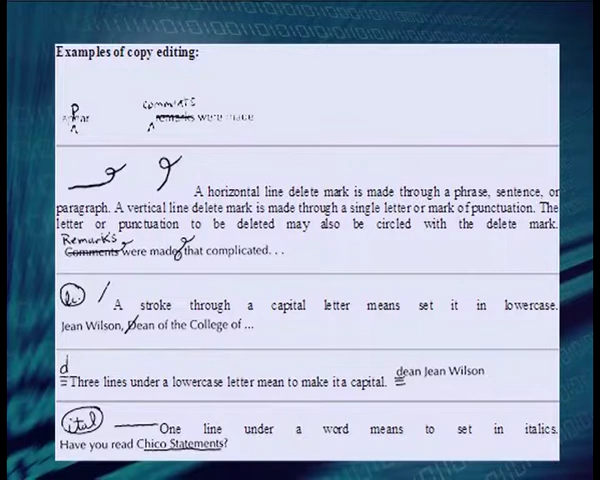 Examples of copy editing:
P
comments
remarks were made
A horizontal line delete mark is made through a phrase, sentence, or
paragraph. A vertical line delete mark is made through a single letter or mark of punctuation. The
letter or punctuation to be deleted may also be circled with the delete mark.
Remarks
Comments were made that complicated. . .
lc. / A stroke through a capital letter means set it in lowercase.
Jean Wilson, Dean of the College of ...
d
Three lines under a lowercase letter mean to make it a capital. dean Jean Wilson
ital One line under a word means to set in italics.
Have you read Chico Statements?